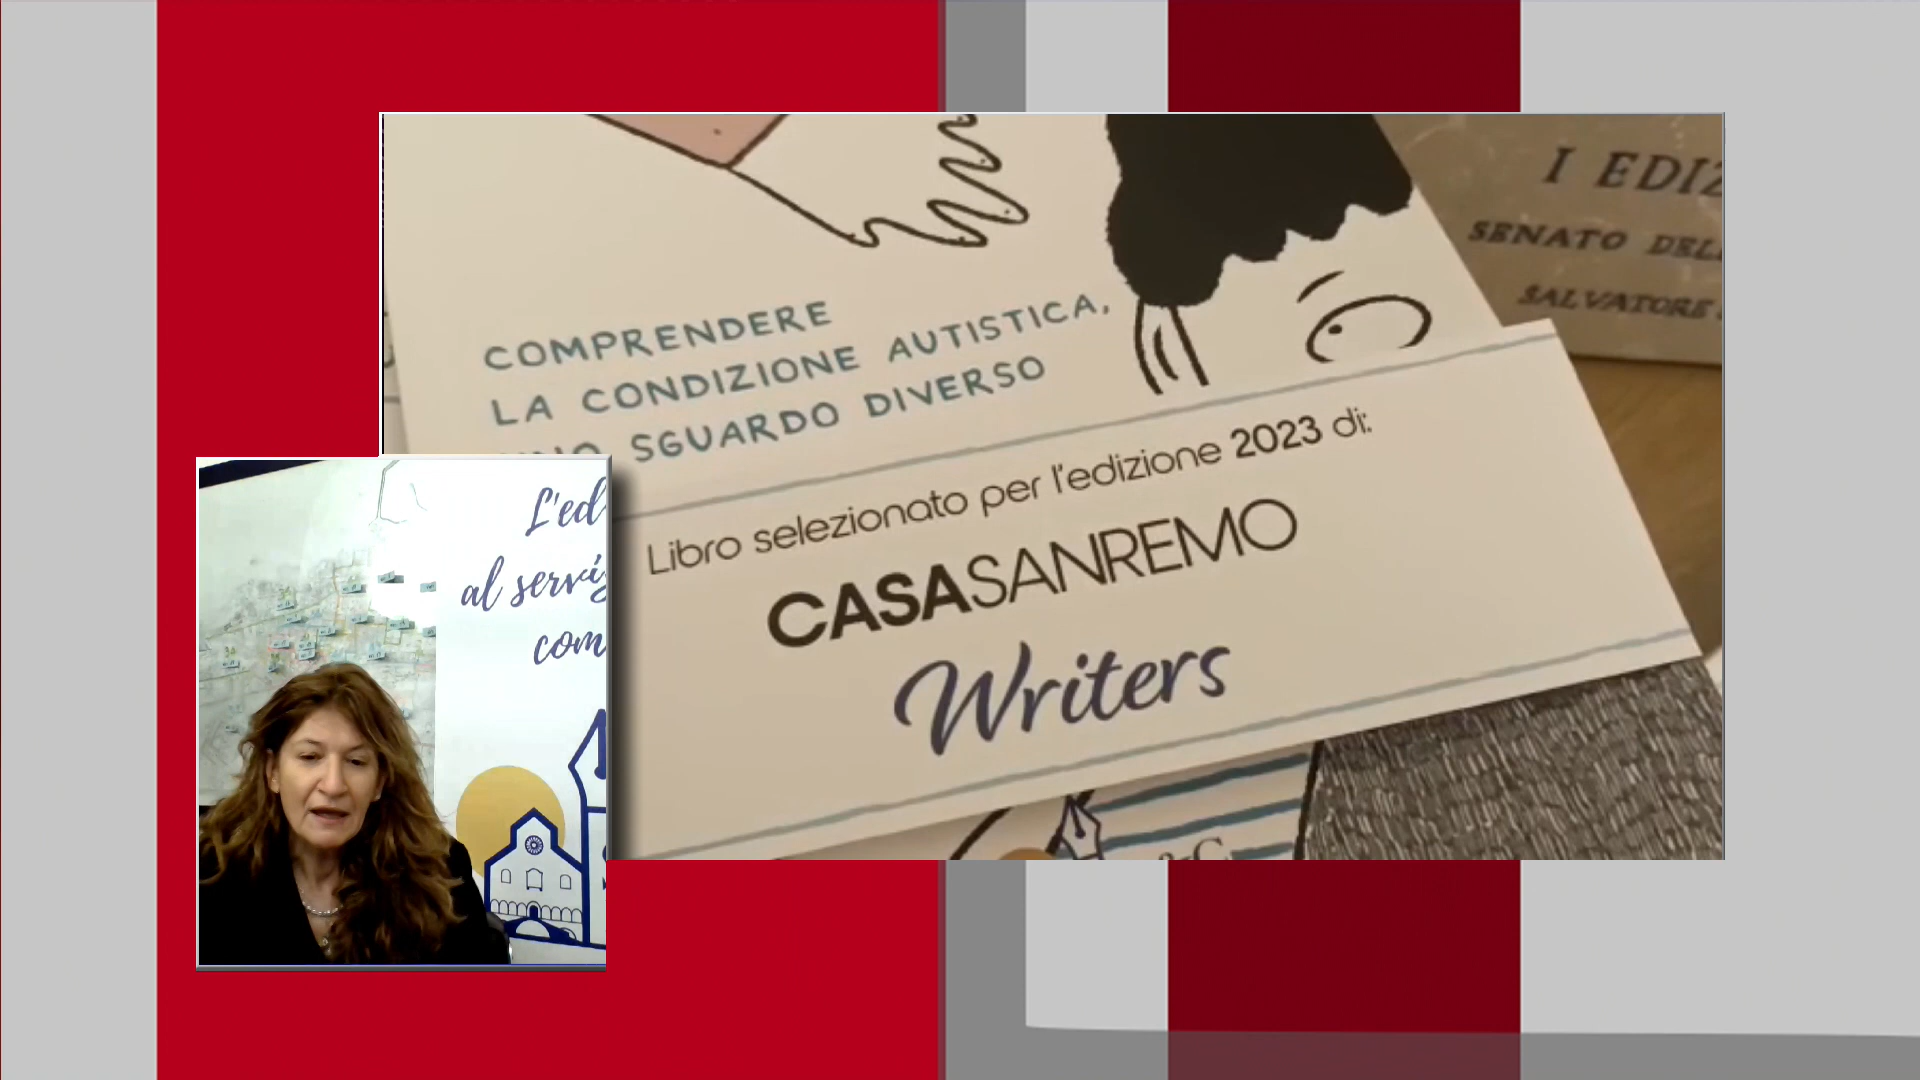 I EDIZ
SENATO DEL
SALVATORE
COMPRENDERE
LA CONDIZIONE AUTISTICA,
UNO SGUARDO DIVERSO
Libro selezionato per l'edizione 2023 di:
CASASANREMO
Writers
L'ed
al servi
com